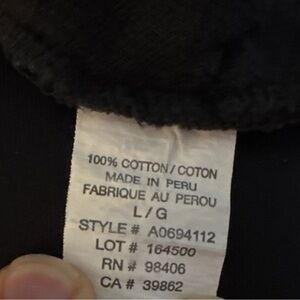 100% COTTON/COTON
MADE IN PERU
FABRIQUE AU PEROU
L/G
STYLE # A0694112
LOT # 164500
RN # 98406
CA # 39862